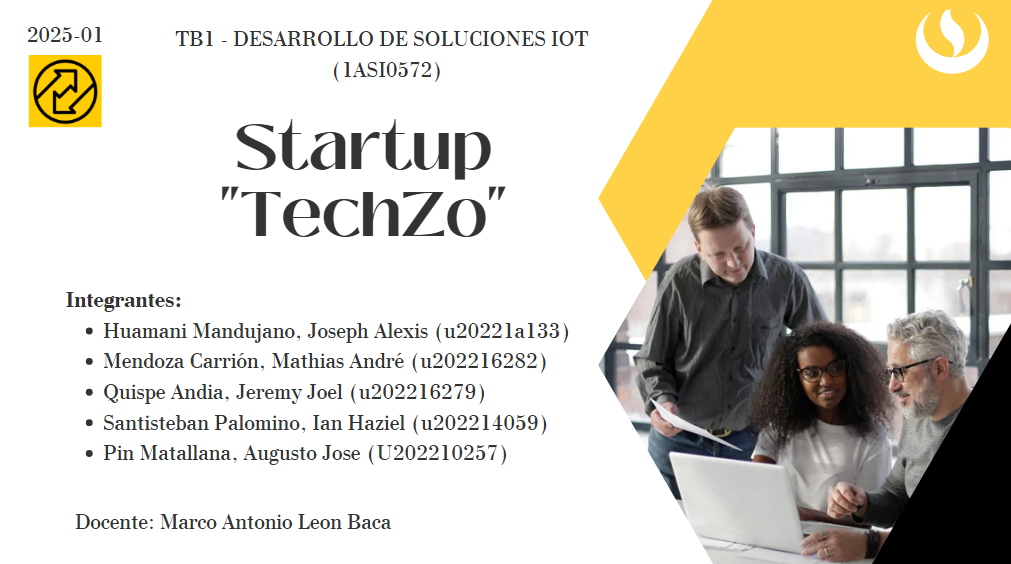 2025-01
TB1 - DESARROLLO DE SOLUCIONES IOT
(1ASI0572)
Startup
"TechZo"
Integrantes:
• Huamani Mandujano, Joseph Alexis (u20221a133)
• Mendoza Carrión, Mathias André (u202216282)
• Quispe Andia, Jeremy Joel (u202216279)
• Santisteban Palomino, Ian Haziel (u202214059)
• Pin Matallana, Augusto Jose (U202210257)
Docente: Marco Antonio Leon Baca